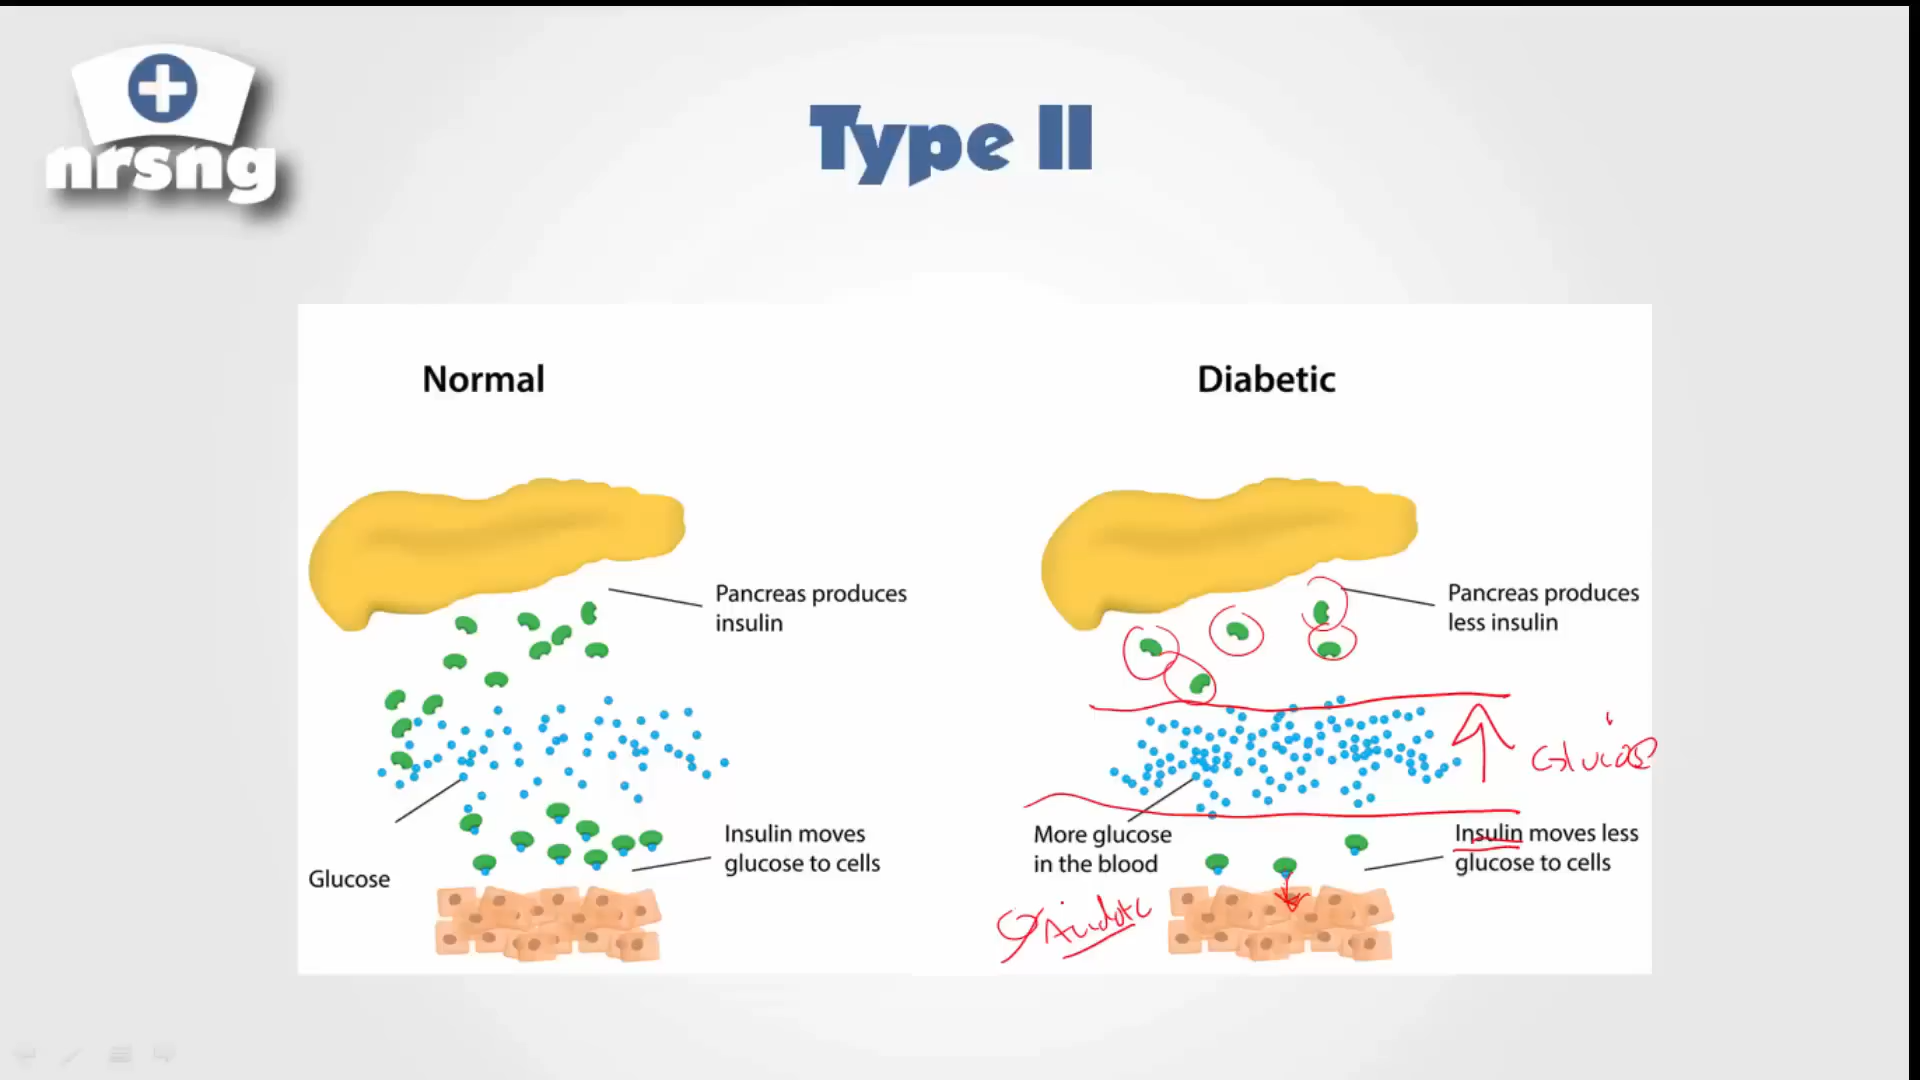 nrsng
Type II
Normal
Diabetic
Pancreas produces
insulin
Pancreas produces
less insulin
Glucose
Insulin moves
glucose to cells
More glucose
in the blood
Insulin moves less
glucose to cells